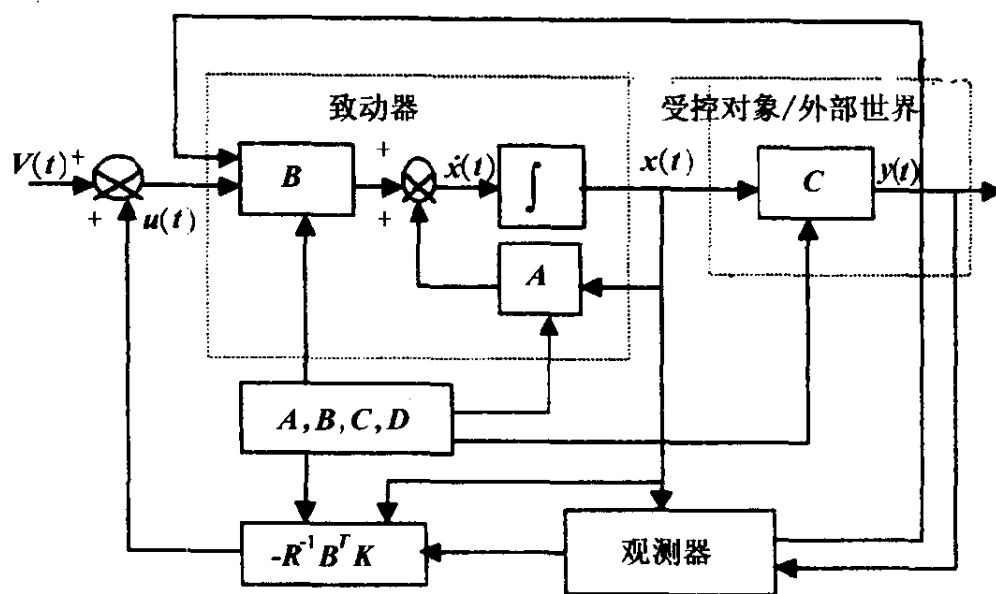 致动器
受控对象/外部世界
V(t)
+
+
u(t)
B
+
+
ẋ(t)
∫
x(t)
C
y(t)
A
A,B,C,D
-R⁻¹BᵀK
观测器